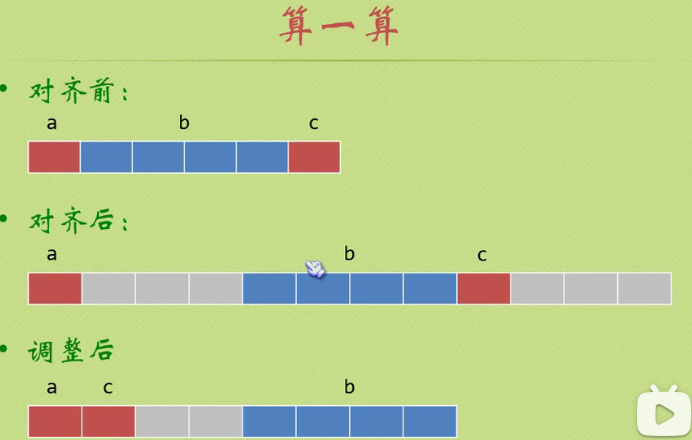 算一算
• 对齐前：
a b c
• 对齐后：
a b c
• 调整后
a c b